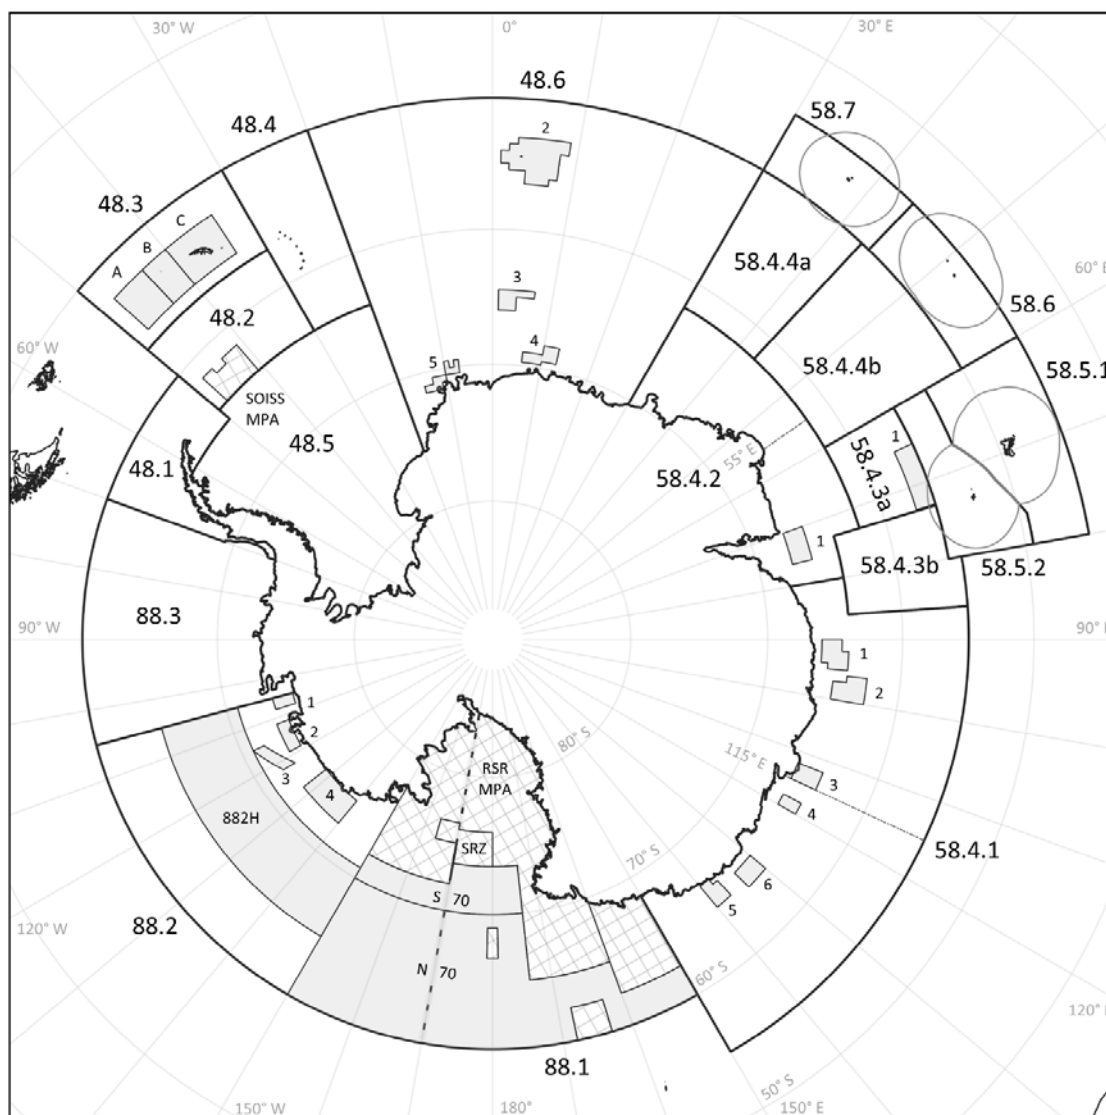 30° W
0°
30° E
48.6
58.7
48.4
2
48.3
C
B
A
58.4.4a
60° E
3
48.2
58.6
60° W
4
5
58.4.4b
58.5.1
SOISS
MPA
48.5
1
58.4.3a
55° E
48.1
58.4.2
1
58.4.3b
58.5.2
88.3
90° W
90° E
1
2
1
2
80° S
115° E
3
RSR
MPA
3
4
4
882H
SRZ
58.4.1
70° S
6
S 70
5
88.2
120° W
N 70
60° S
120° E
88.1
50° S
150° W
180°
150° E